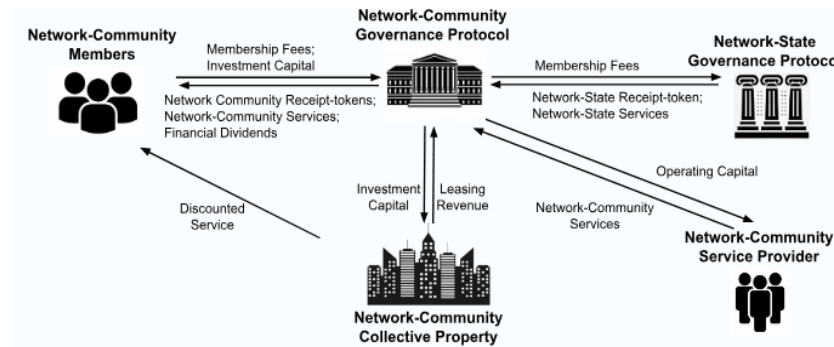 Network-Community
Members
Membership Fees;
Investment Capital
Network Community Receipt-tokens;
Network-Community Services;
Financial Dividends
Network-Community
Governance Protocol
Membership Fees
Network-State Receipt-token;
Network-State Services
Network-State
Governance Protoco
Discounted
Service
Investment
Capital
Leasing
Revenue
Network-Community
Services
Operating Capital
Network-Community
Service Provider
Network-Community
Collective Property